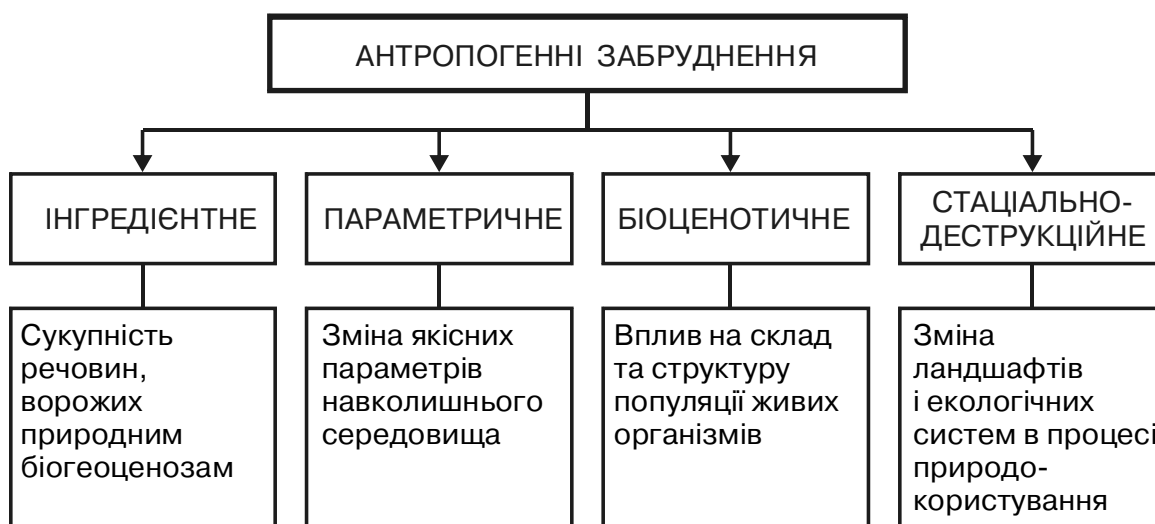 АНТРОПОГЕННІ ЗАБРУДНЕННЯ
ІНГРЕДІЄНТНЕ
ПАРАМЕТРИЧНЕ
БІОЦЕНОТИЧНЕ
СТАЦІАЛЬНО-
ДЕСТРУКЦІЙНЕ
Сукупність
речовин,
ворожих
природним
біогеоценозам
Зміна якісних
параметрів
навколишнього
середовища
Вплив на склад
та структуру
популяції живих
організмів
Зміна
ландшафтів
і екологічних
систем в процесі
природо-
користування